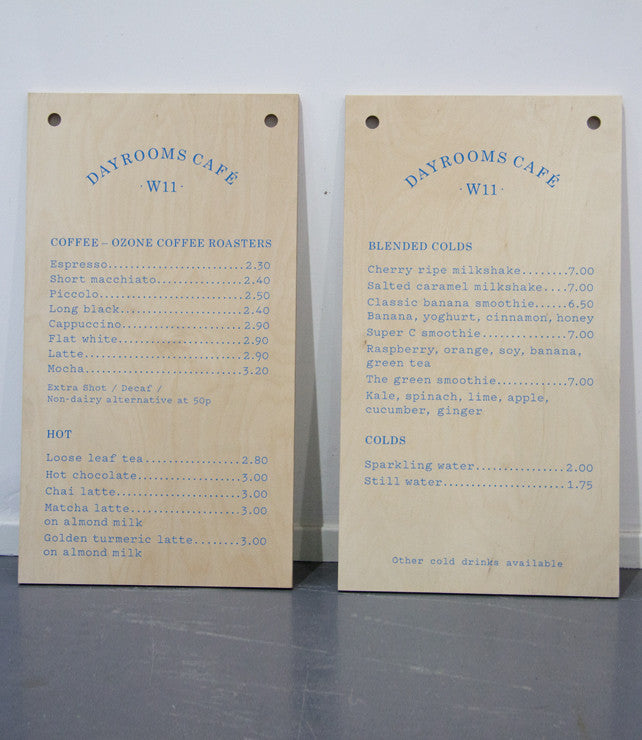 DAYROOMS CAFÉ
· W11 ·
COFFEE – OZONE COFFEE ROASTERS
Espresso.......................2.30
Short macchiato..............2.40
Piccolo........................2.50
Long black....................2.40
Cappuccino....................2.90
Flat white.....................2.90
Latte..........................2.90
Mocha..........................3.20
Extra Shot / Decaf /
Non-dairy alternative at 50p
HOT
Loose leaf tea................2.80
Hot chocolate.................3.00
Chai latte.....................3.00
Matcha latte..................3.00
on almond milk
Golden turmeric latte........3.00
on almond milk
DAYROOMS CAFÉ
· W11 ·
BLENDED COLDS
Cherry ripe milkshake........7.00
Salted caramel milkshake....7.00
Classic banana smoothie.....6.50
Banana, yoghurt, cinnamon, honey
Super C smoothie..............7.00
Raspberry, orange, soy, banana,
green tea
The green smoothie............7.00
Kale, spinach, lime, apple,
cucumber, ginger
COLDS
Sparkling water...............2.00
Still water.....................1.75
Other cold drinks available